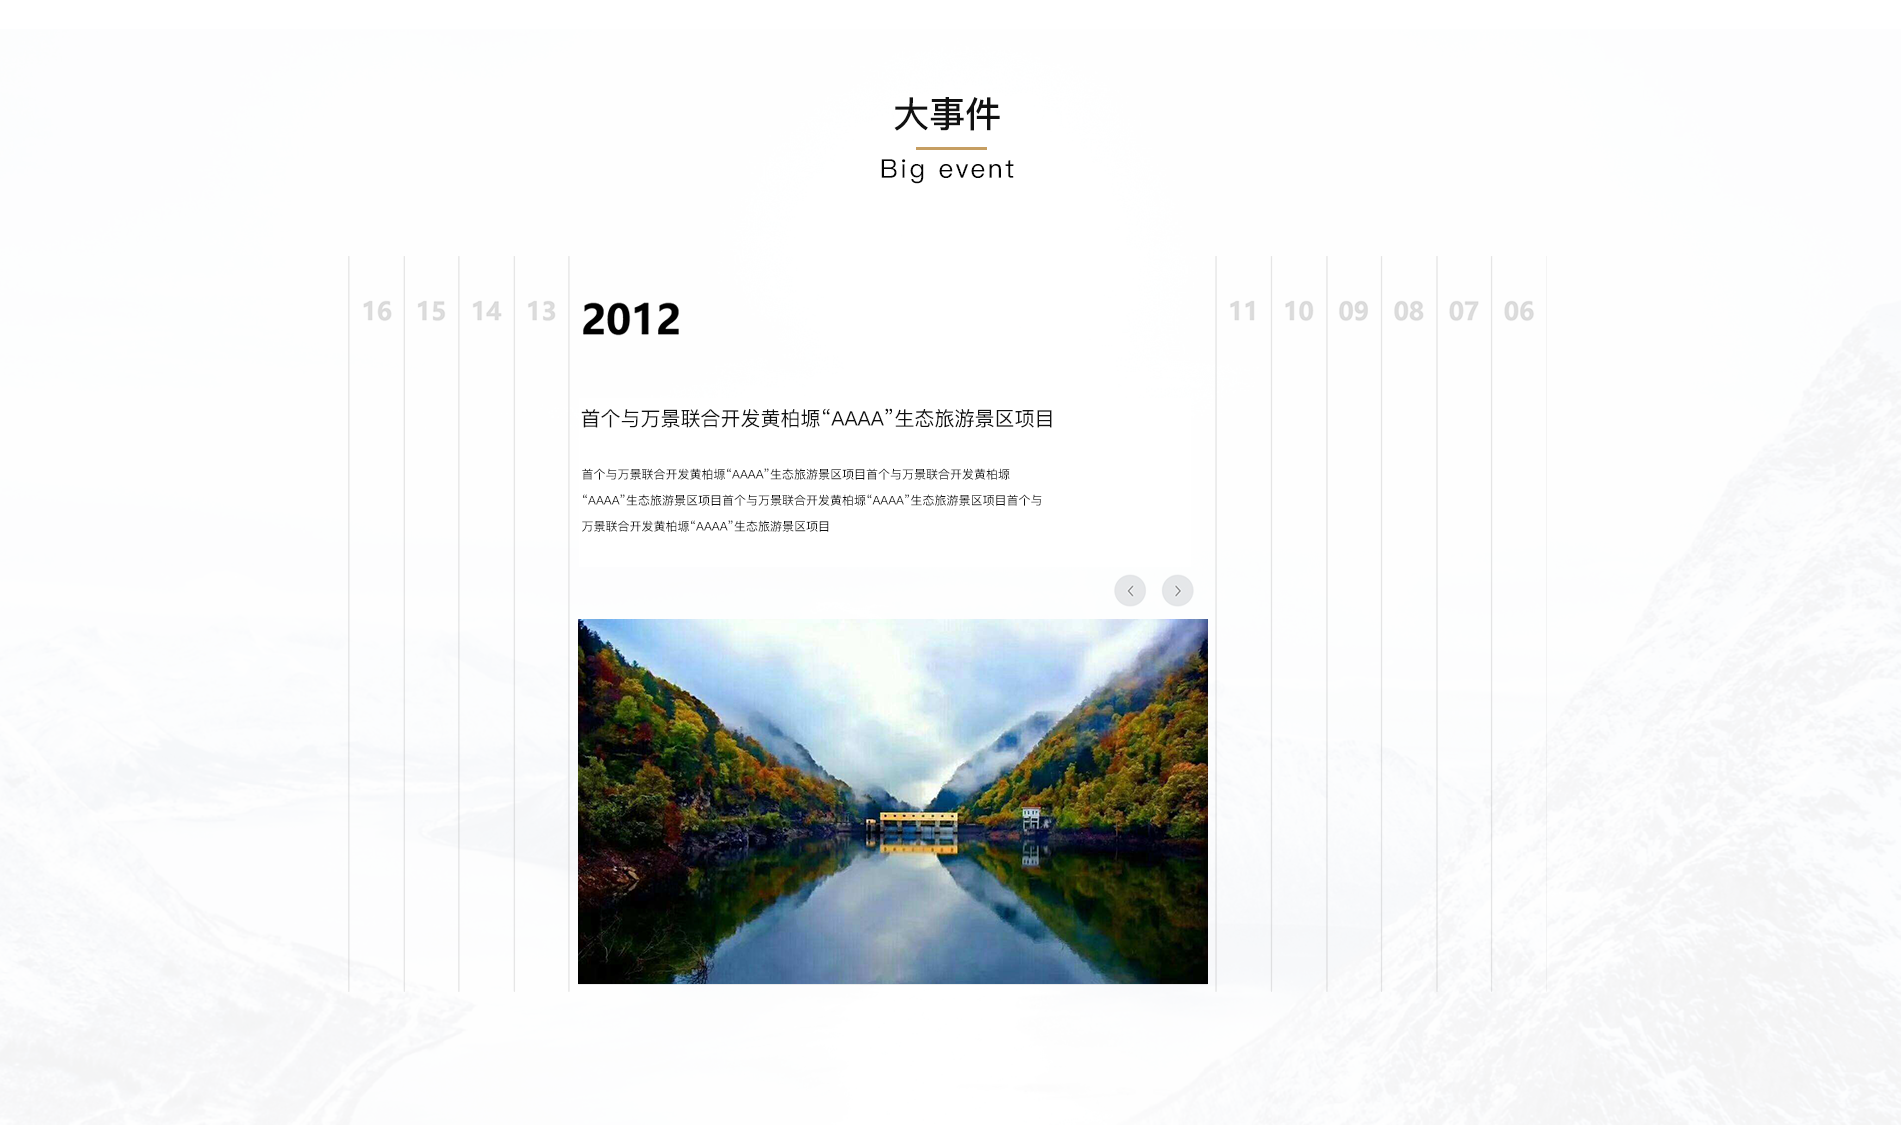 大事件
Big event
16 15 14 13 2012 11 10 09 08 07 06
首个与万景联合开发黄柏塬“AAAA”生态旅游景区项目
首个与万景联合开发黄柏塬“AAAA”生态旅游景区项目首个与万景联合开发黄柏塬
“AAAA”生态旅游景区项目首个与万景联合开发黄柏塬“AAAA”生态旅游景区项目首个与
万景联合开发黄柏塬“AAAA”生态旅游景区项目